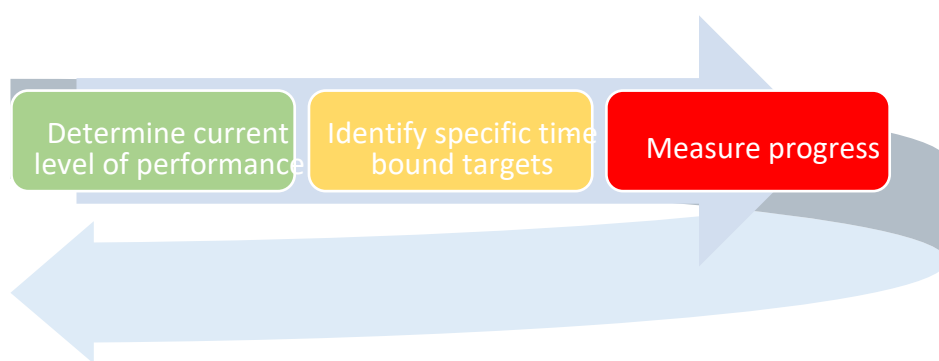 Determine current
level of performance
Identify specific time-
bound targets
Measure progress